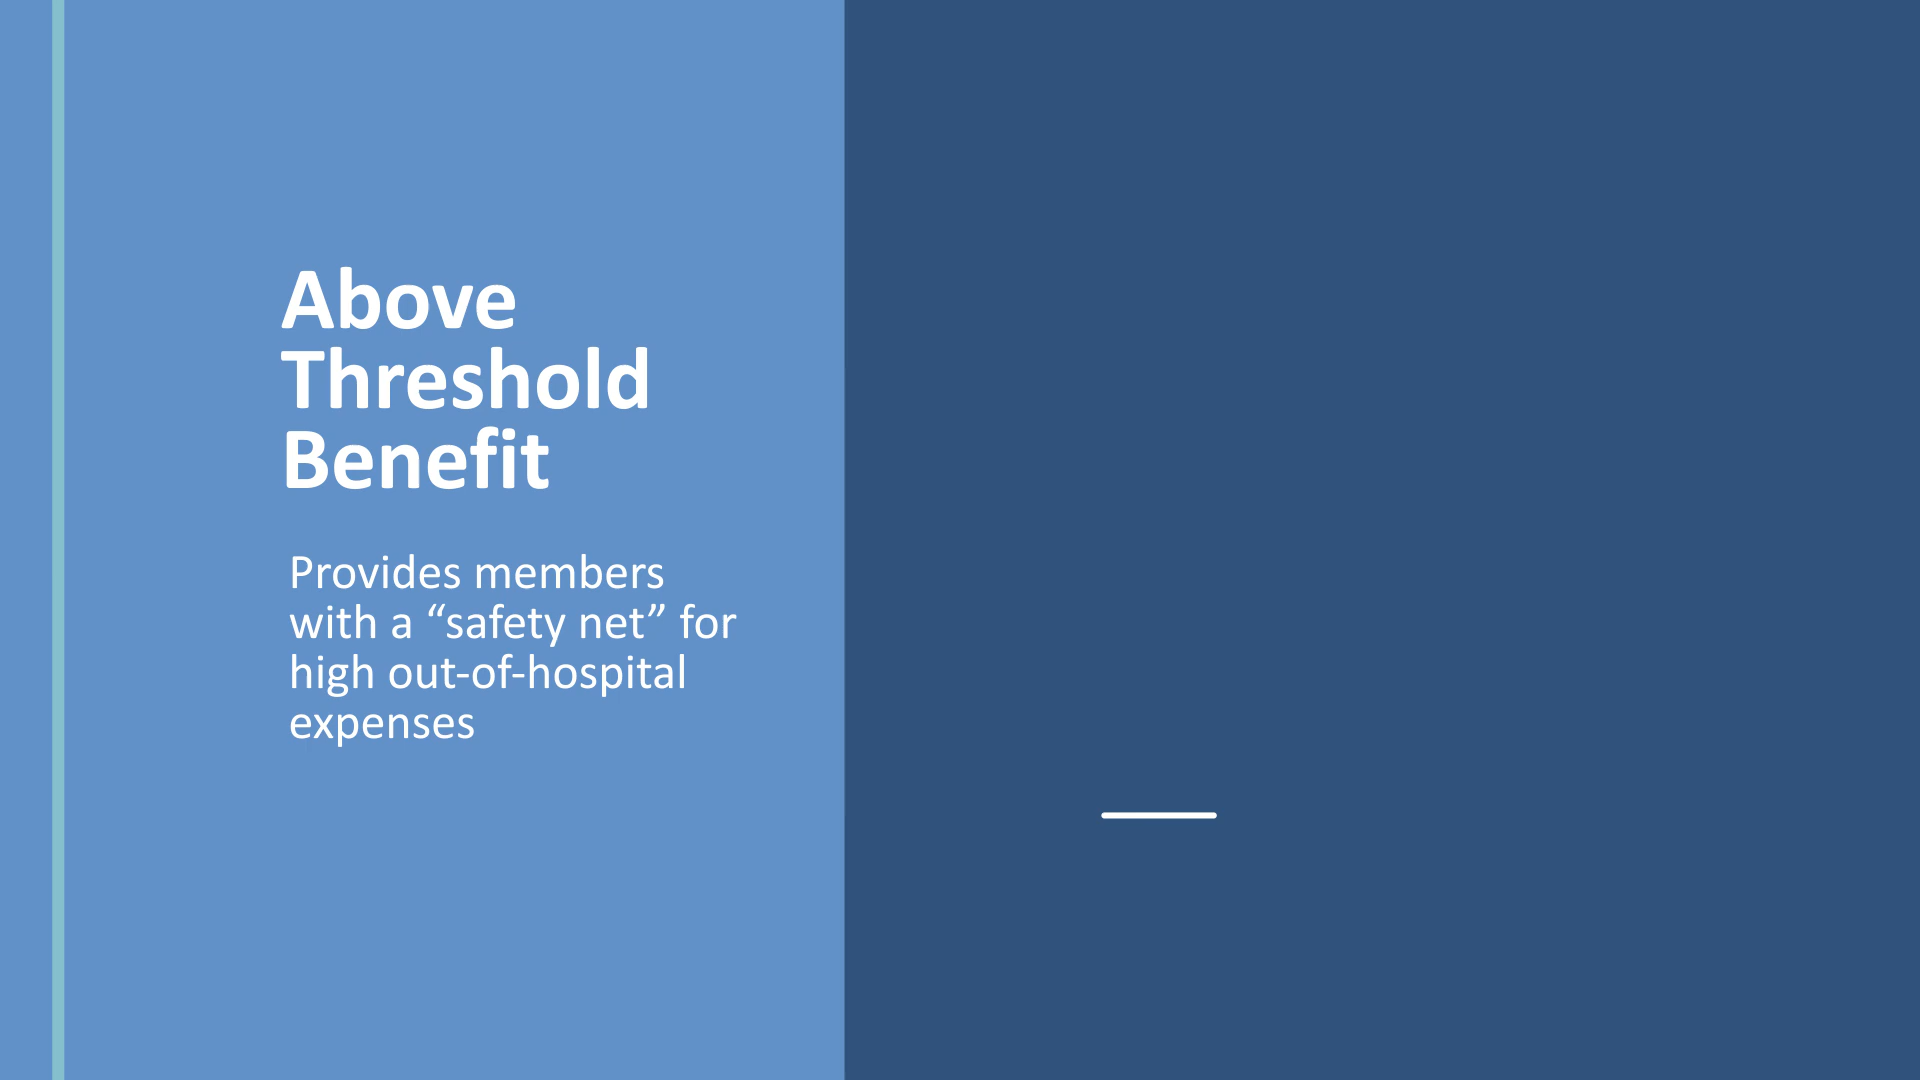 Above
Threshold
Benefit
Provides members
with a “safety net” for
high out-of-hospital
expenses